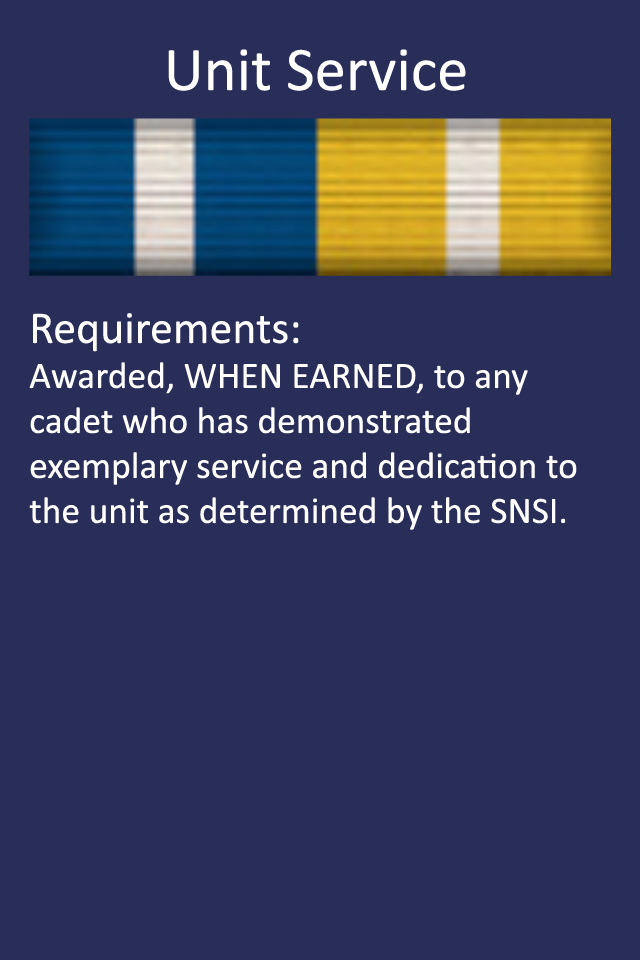 Unit Service
Requirements:
Awarded, WHEN EARNED, to any
cadet who has demonstrated
exemplary service and dedication to
the unit as determined by the SNSI.